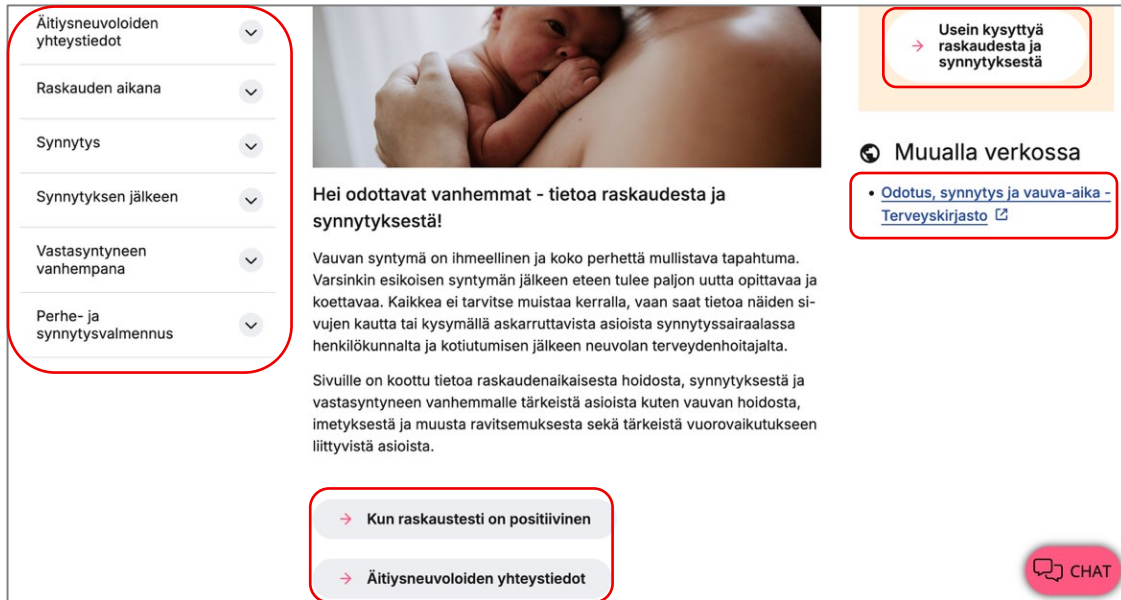 Äitiysneuvoloiden
yhteystiedot
Raskauden aikana
Synnytys
Synnytyksen jälkeen
Vastasyntyneen
vanhempana
Perhe- ja
synnytysvalmennus
Hei odottavat vanhemmat - tietoa raskaudesta ja
synnytyksestä!
Vauvan syntymä on ihmeellinen ja koko perhettä mullistava tapahtuma.
Varsinkin esikoisen syntymän jälkeen eteen tulee paljon uutta opittavaa ja
koettavaa. Kaikkea ei tarvitse muistaa kerralla, vaan saat tietoa näiden si-
vujen kautta tai kysymällä askarruttavista asioista synnytyssairaalassa
henkilökunnalta ja kotiutumisen jälkeen neuvolan terveydenhoitajalta.
Sivuille on koottu tietoa raskaudenaikaisesta hoidosta, synnytyksestä ja
vastasyntyneen vanhemmalle tärkeistä asioista kuten vauvan hoidosta,
imetyksestä ja muusta ravitsemuksesta sekä tärkeistä vuorovaikutukseen
liittyvistä asioista.
Kun raskaustesti on positiivinen
Äitiysneuvoloiden yhteystiedot
Usein kysyttyä
raskaudesta ja
synnytyksestä
Muualla verkossa
• Odotus, synnytys ja vauva-aika -
Terveyskirjasto
CHAT